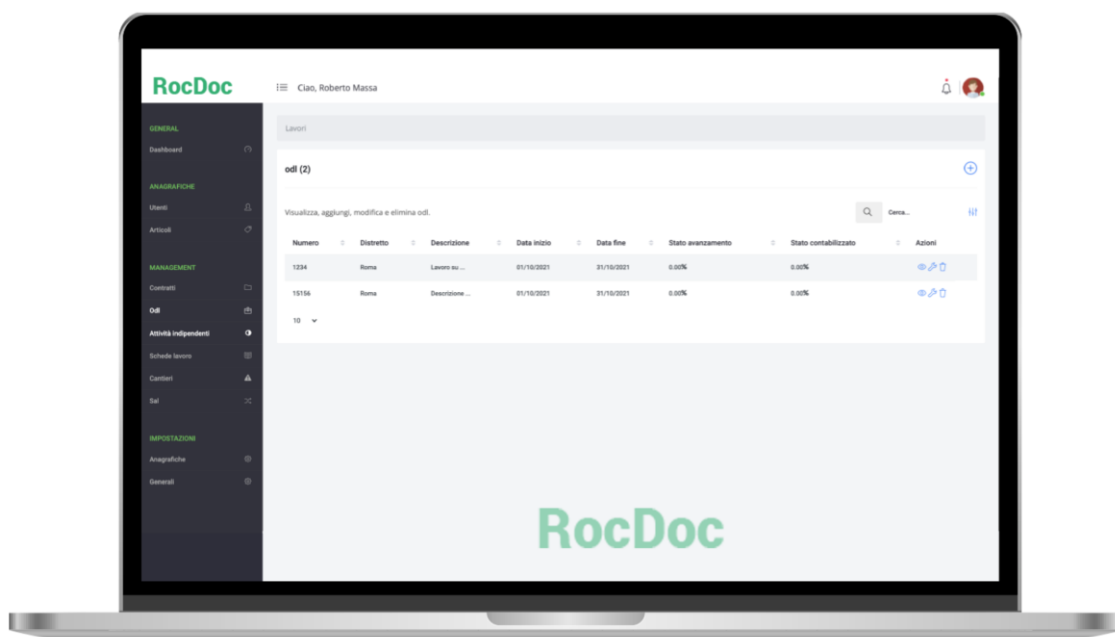 RocDoc
Ciao, Roberto Massa
GENERAL
Dashboard
ANAGRAFICHE
Utenti
Articoli
MANAGEMENT
Contratti
Odl
Attività indipendenti
Schede lavoro
Cantieri
Sal
IMPOSTAZIONI
Anagrafiche
Generali
Lavori
odl (2)
Visualizza, aggiungi, modifica e elimina odl.
Cerca...
Numero Distretto Descrizione Data inizio Data fine Stato avanzamento Stato contabilizzato Azioni
1234 Roma Lavoro su ... 01/10/2021 31/10/2021 0.00% 0.00%
15156 Roma Descrizione ... 01/10/2021 31/10/2021 0.00% 0.00%
10
RocDoc